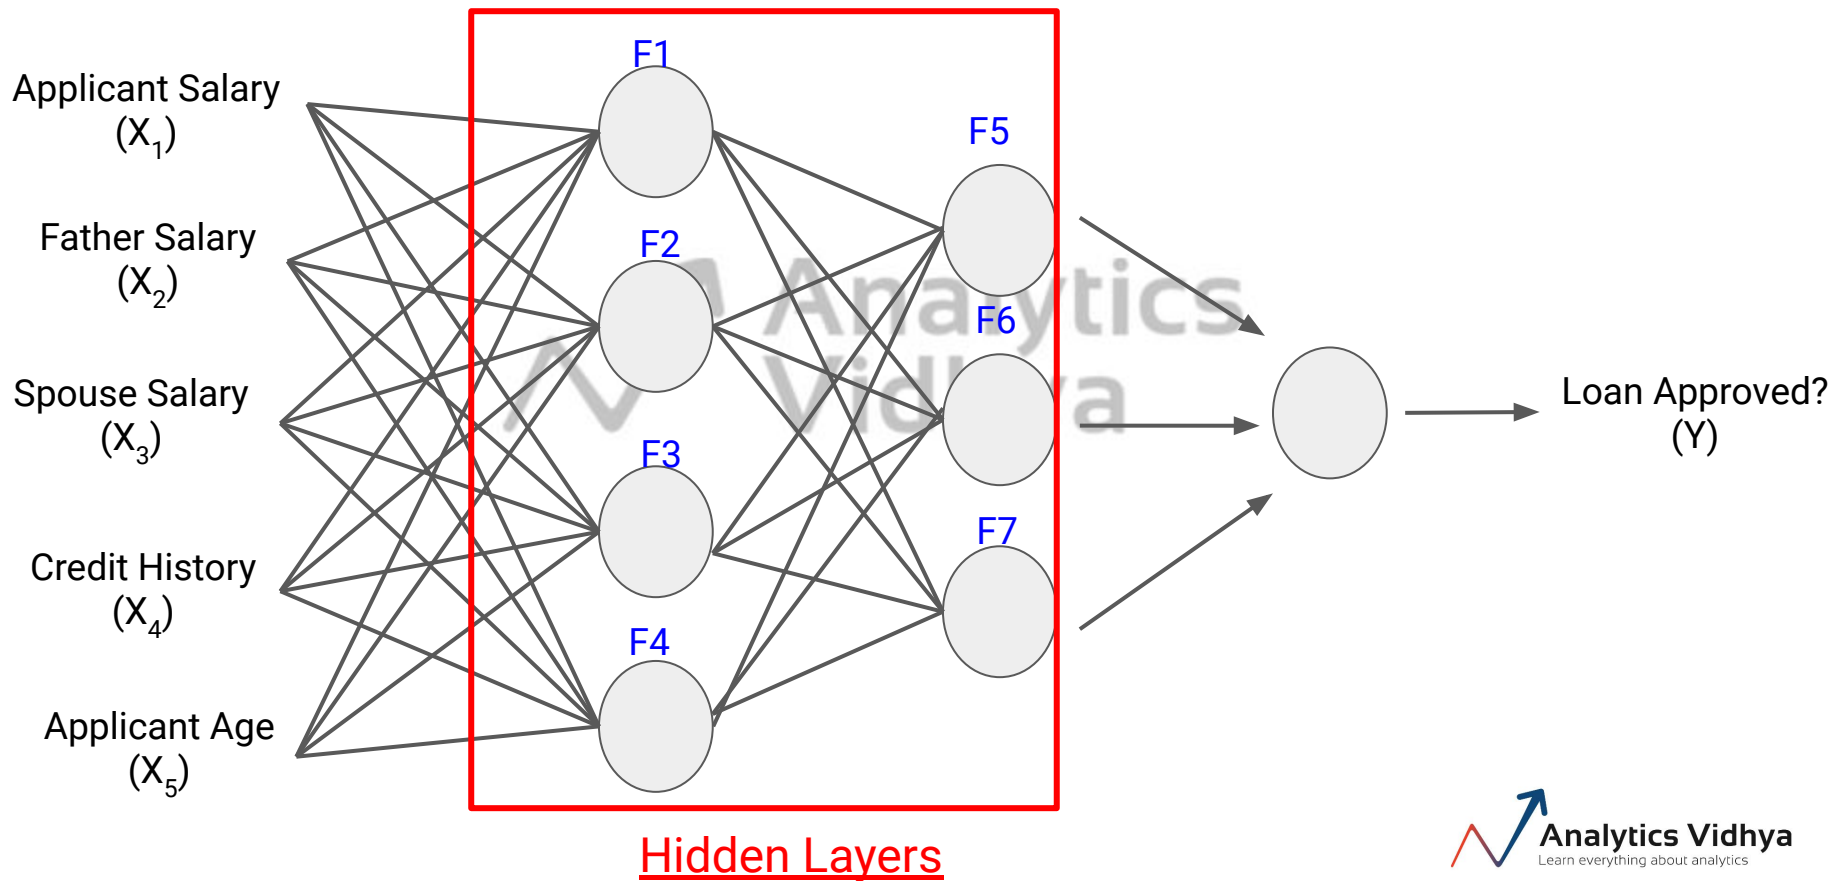 Applicant Salary
(X1)
Father Salary
(X2)
Spouse Salary
(X3)
Credit History
(X4)
Applicant Age
(X5)
F1
F2
F3
F4
F5
F6
F7
Analytics
Vidhya
Loan Approved?
(Y)
Hidden Layers
Analytics Vidhya
Learn everything about analytics